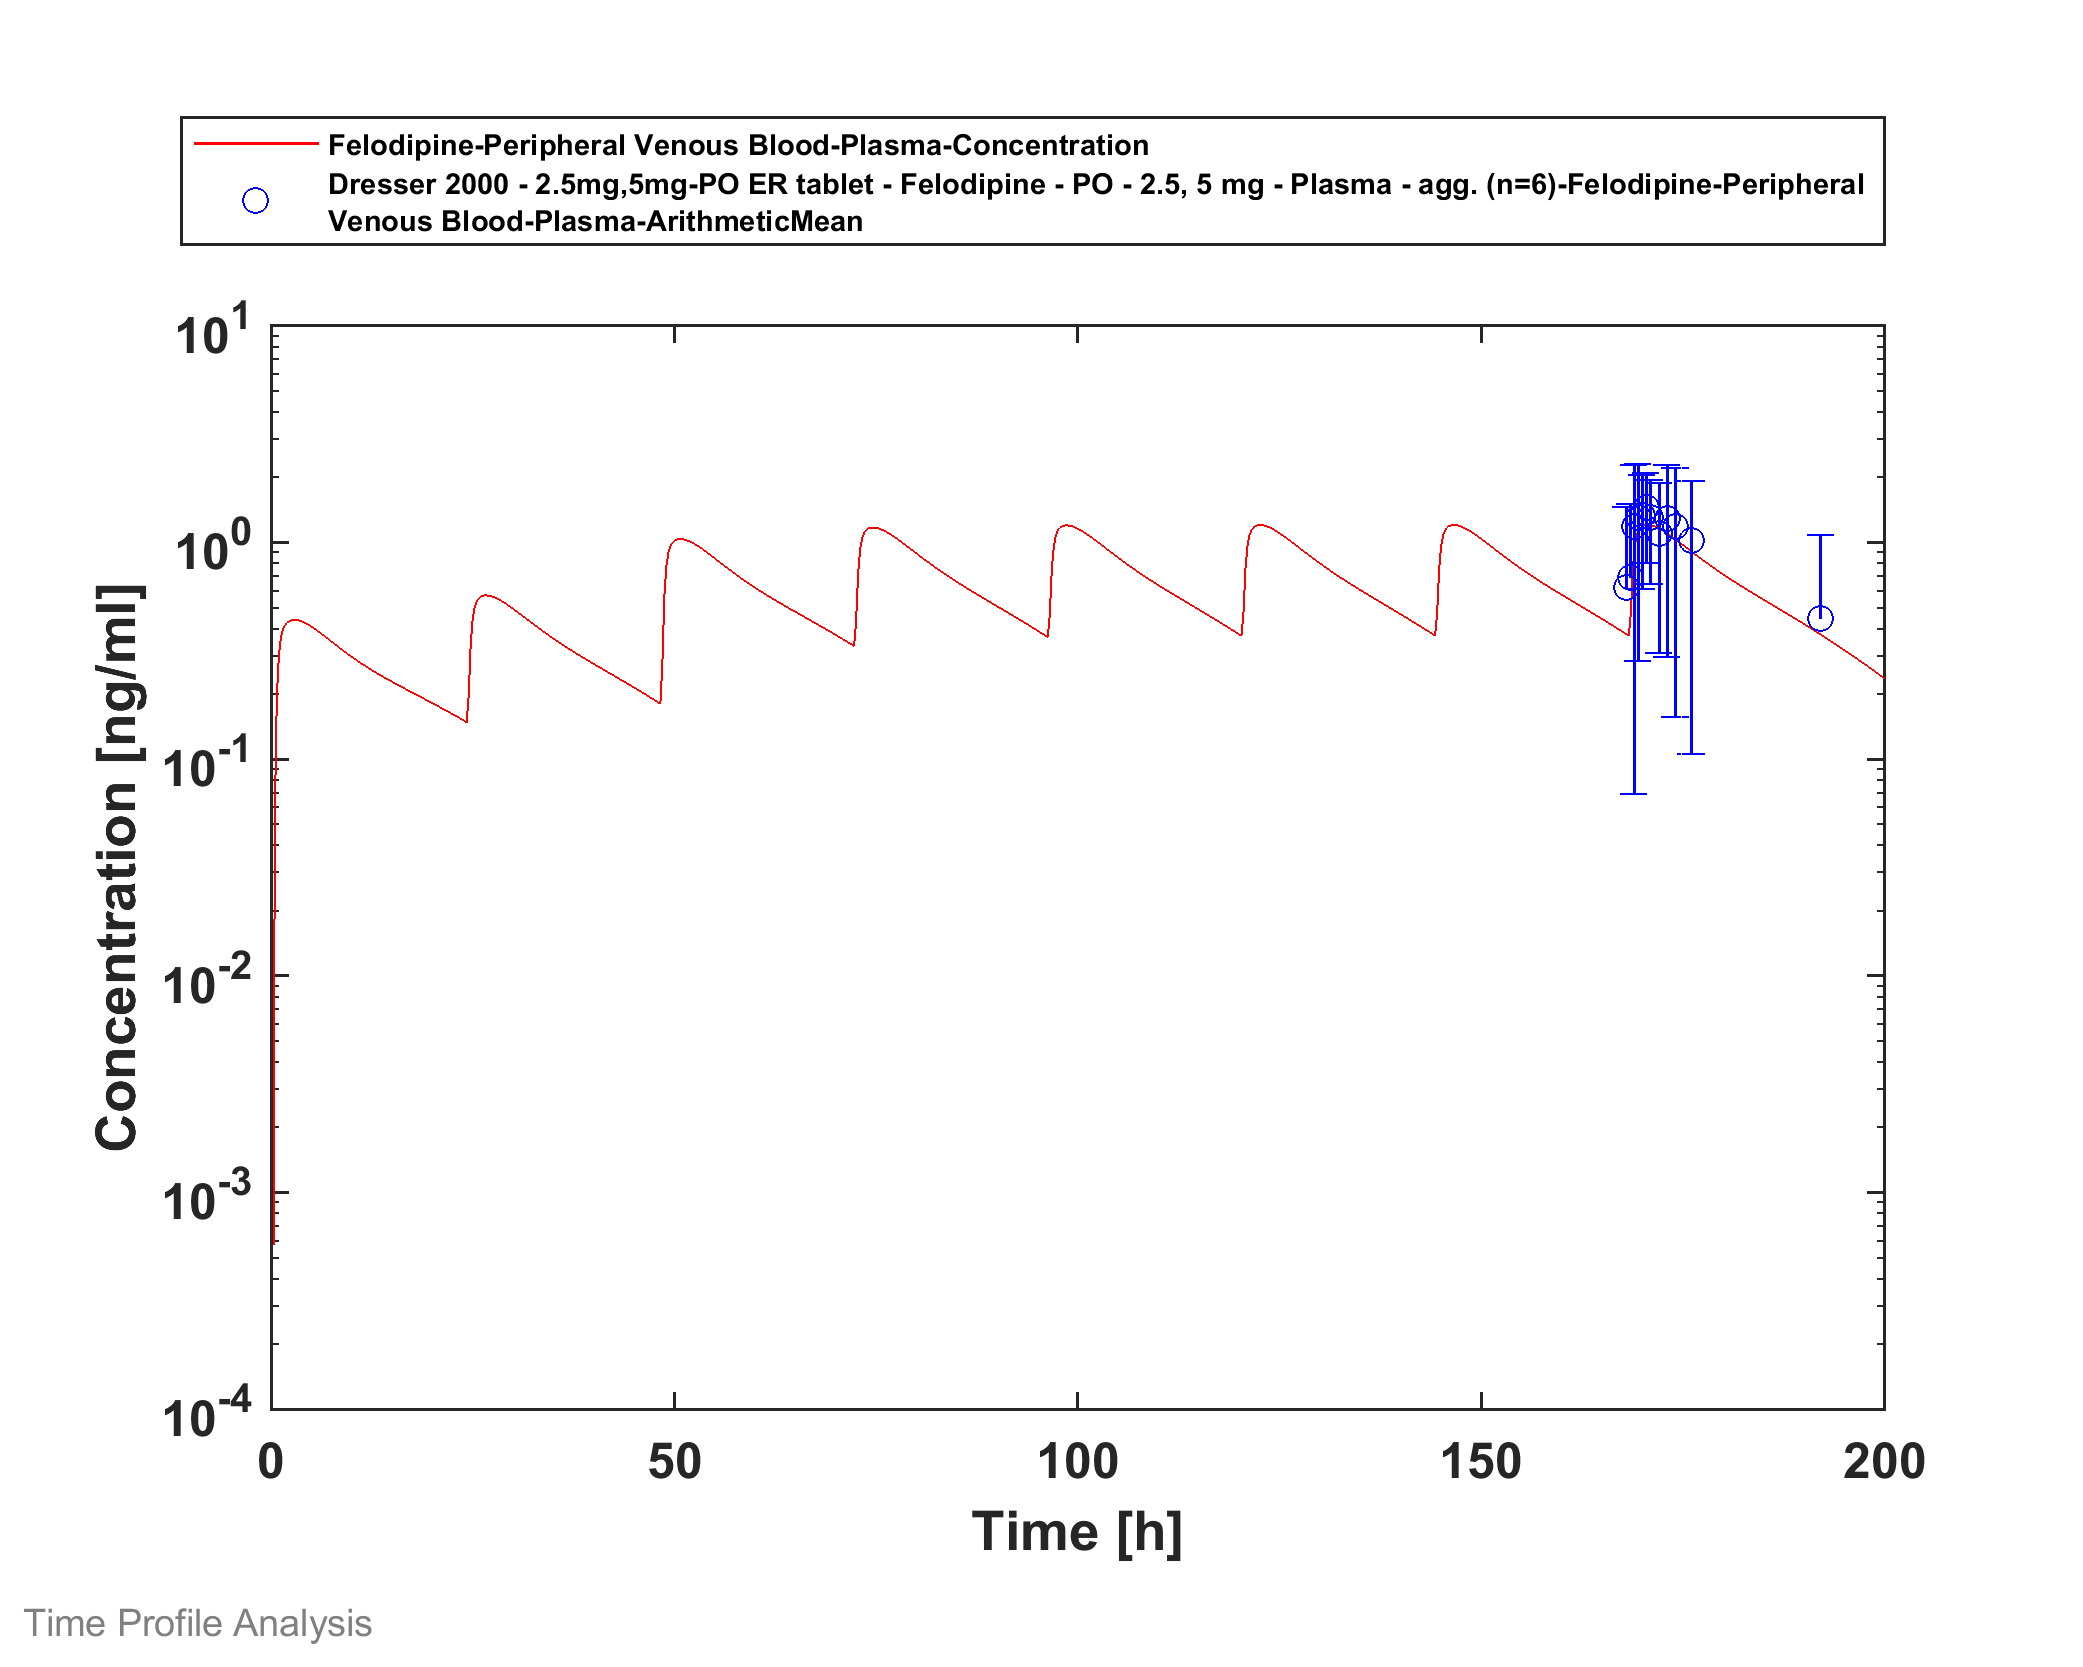 Felodipine-Peripheral Venous Blood-Plasma-Concentration
Dresser 2000 - 2.5mg,5mg-PO ER tablet - Felodipine - PO - 2.5, 5 mg - Plasma - agg. (n=6)-Felodipine-Peripheral
Venous Blood-Plasma-ArithmeticMean
10^1
10^0
10^-1
10^-2
10^-3
10^-4
Concentration [ng/ml]
0 50 100 150 200
Time [h]
Time Profile Analysis